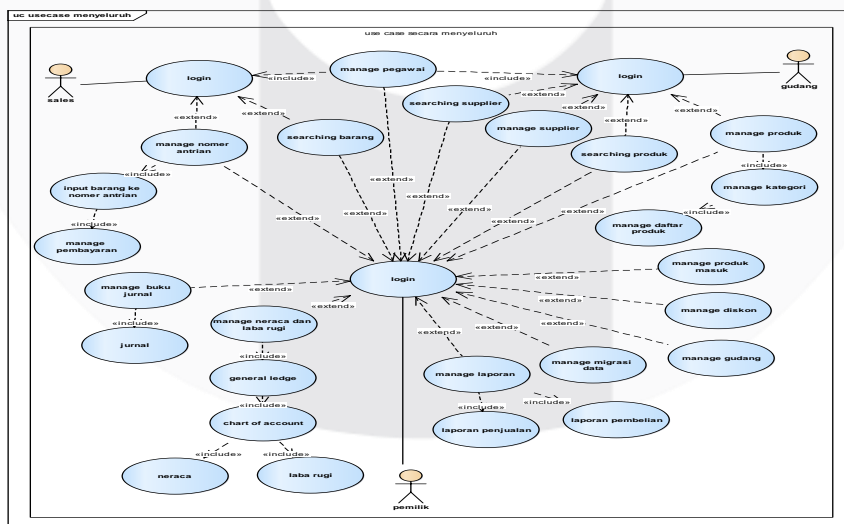 uc usecase menyeluruh
use case secara menyeluruh
sales
login
«include»
manage pegawai
«include»
login
gudang
«extend»
«extend»
searching supplier
«extend»
«extend»
manage supplier
«extend»
«extend»
manage produk
manage nomer
antrian
searching barang
searching produk
«include»
«include»
input barang ke
nomer antrian
«extend»
manage kategori
«include»
«extend»
«extend»
«extend»
«extend»
«extend»
«extend»
«include»
manage daftar
produk
manage
pembayaran
manage buku
jurnal
«extend»
login
«extend»
manage produk
masuk
«include»
«extend»
«extend»
manage diskon
jurnal
manage neraca dan
laba rugi
«extend»
«extend»
«extend»
manage gudang
«include»
general ledge
manage laporan
manage migrasi
data
«include»
«include»
«include»
chart of account
laporan penjualan
laporan pembelian
«include»
«include»
neraca
laba rugi
pemilik